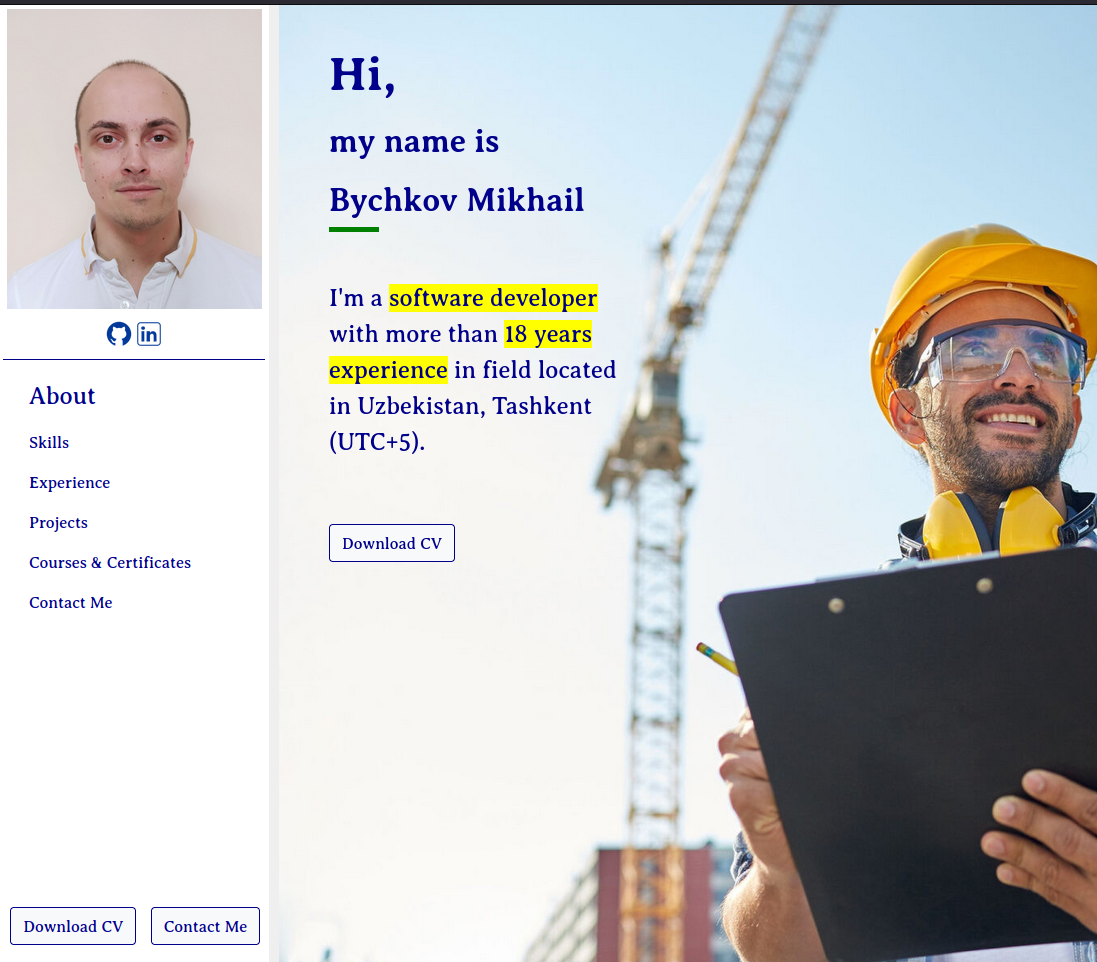 About
Skills
Experience
Projects
Courses & Certificates
Contact Me
Download CV
Contact Me
Hi,
my name is
Bychkov Mikhail
I'm a software developer
with more than 18 years
experience in field located
in Uzbekistan, Tashkent
(UTC+5).
Download CV